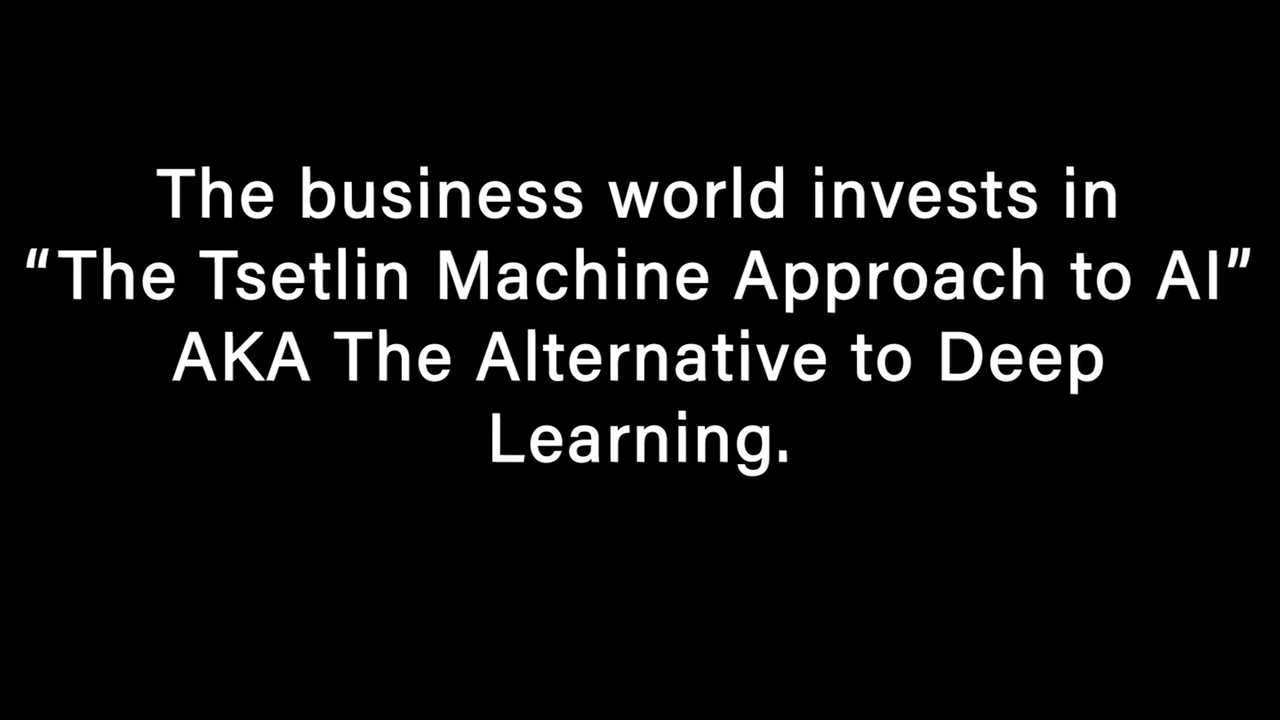 The business world invests in
“The Tsetlin Machine Approach to AI”
AKA The Alternative to Deep
Learning.